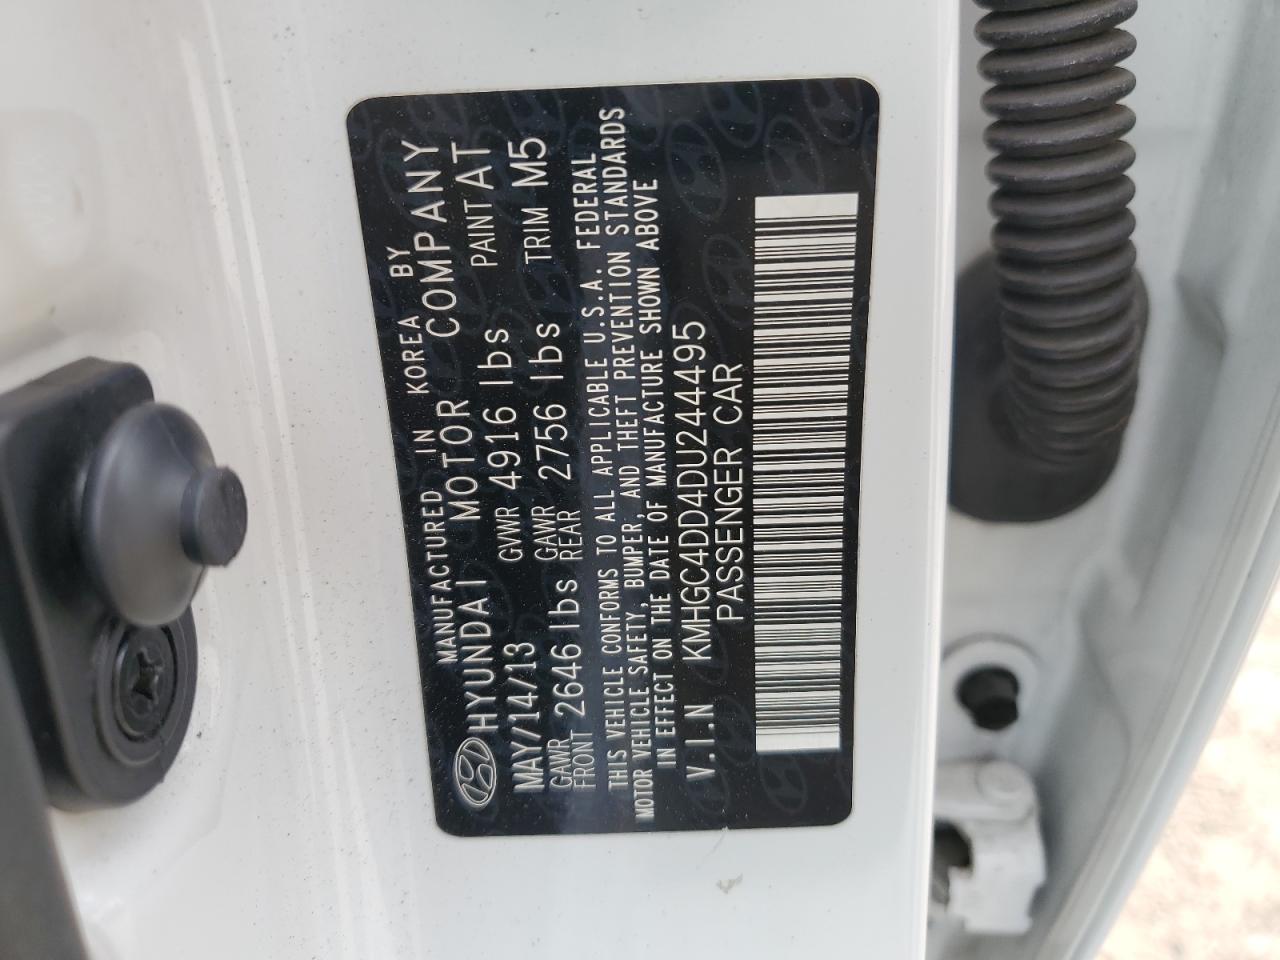 MANUFACTURED IN KOREA BY
HYUNDAI MOTOR COMPANY
MAY/14/13 GVWR 4916 lbs PAINT AT
GAWR FRONT 2646 lbs GAWR REAR 2756 lbs TRIM M5
THIS VEHICLE CONFORMS TO ALL APPLICABLE U.S.A. FEDERAL
MOTOR VEHICLE SAFETY, BUMPER, AND THEFT PREVENTION STANDARDS
IN EFFECT ON THE DATE OF MANUFACTURE SHOWN ABOVE
V.I.N KMHGC4DD4DU244495
PASSENGER CAR